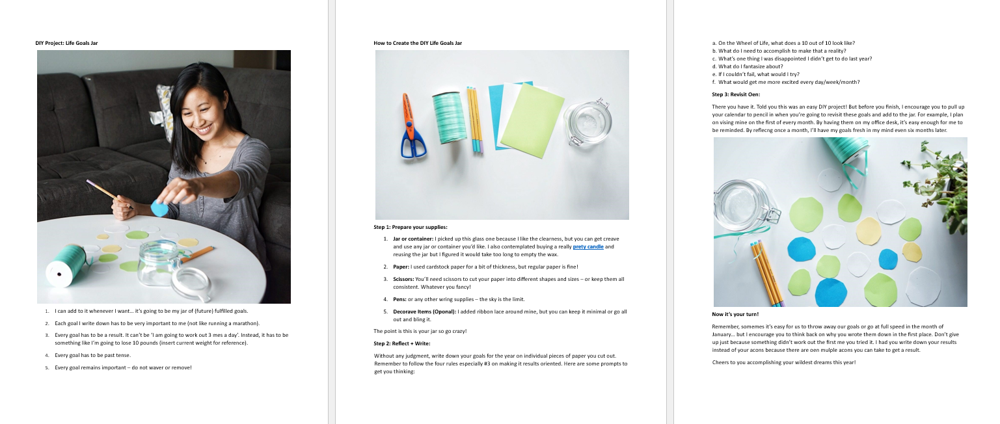 DIY Project: Life Goals Jar
1. I can add to it whenever I want… it's going to be my jar of (future) fulfilled goals.
2. Each goal I write down has to be very important to me (not like running a marathon).
3. Every goal has to be a result. It can't be 'I am going to work out 3 mes a day'. Instead, it has to be
something like I'm going to lose 10 pounds (insert current weight for reference).
4. Every goal has to be past tense.
5. Every goal remains important – do not waver or remove!
How to Create the DIY Life Goals Jar
Step 1: Prepare your supplies:
1. Jar or container: I picked up this glass one because I like the clearness, but you can get creave
and use any jar or container you'd like. I also contemplated buying a really prety candle and
reusing the jar but I figured it would take too long to empty the wax.
2. Paper: I used cardstock paper for a bit of thickness, but regular paper is fine!
3. Scissors: You'll need scissors to cut your paper into different shapes and sizes – or keep them all
consistent. Whatever you fancy!
4. Pens: or any other wring supplies – the sky is the limit.
5. Decorave Items (Oponal): I added ribbon lace around mine, but you can keep it minimal or go all
out and bling it.
The point is this is your jar so go crazy!
Step 2: Reflect + Write:
Without any judgment, write down your goals for the year on individual pieces of paper you cut out.
Remember to follow the four rules especially #3 on making it results oriented. Here are some prompts to
get you thinking:
a. On the Wheel of Life, what does a 10 out of 10 look like?
b. What do I need to accomplish to make that a reality?
c. What's one thing I was disappointed I didn't get to do last year?
d. What do I fantasize about?
e. If I couldn't fail, what would I try?
f. What would get me more excited every day/week/month?
Step 3: Revisit Oen:
There you have it. Told you this was an easy DIY project! But before you finish, I encourage you to pull up
your calendar to pencil in when you're going to revisit these goals and add to the jar. For example, I plan
on vising mine on the first of every month. By having them on my office desk, it's easy enough for me to
be reminded. By reflecng once a month, I'll have my goals fresh in my mind even six months later.
Now it's your turn!
Remember, somemes it's easy for us to throw away our goals or go at full speed in the month of
January… but I encourage you to think back on why you wrote them down in the first place. Don't give
up just because something didn't work out the first me you tried it. I had you write down your results
instead of your acons because there are oen mulple acons you can take to get a result.
Cheers to you accomplishing your wildest dreams this year!